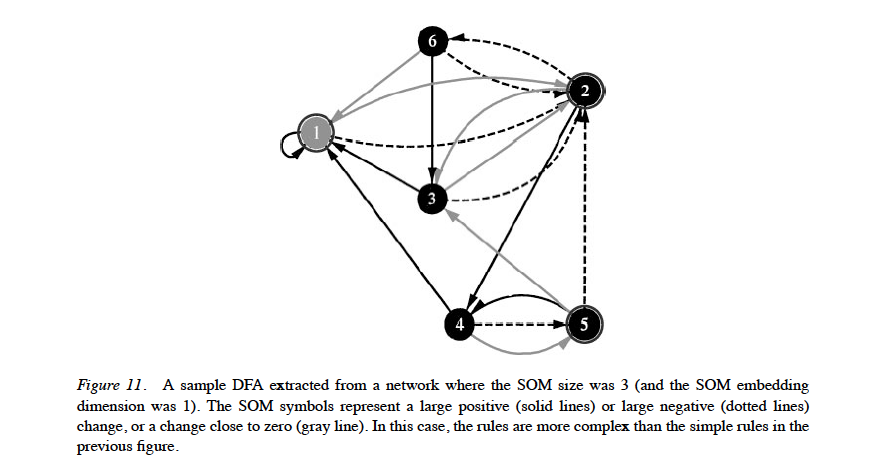 6
2
1
3
4
5
Figure 11. A sample DFA extracted from a network where the SOM size was 3 (and the SOM embedding
dimension was 1). The SOM symbols represent a large positive (solid lines) or large negative (dotted lines)
change, or a change close to zero (gray line). In this case, the rules are more complex than the simple rules in the
previous figure.